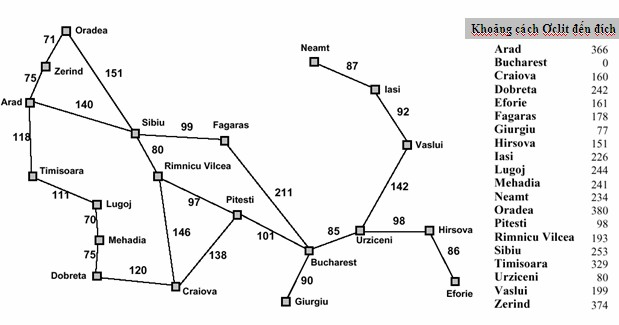 Khoảng cách Ơclit đến đích
Arad 366
Bucharest 0
Craiova 160
Dobreta 242
Eforie 161
Fagaras 178
Giurgiu 77
Hirsova 151
Iasi 226
Lugoj 244
Mehadia 241
Neamt 234
Oradea 380
Pitesti 98
Rimnicu Vilcea 193
Sibiu 253
Timisoara 329
Urziceni 80
Vaslui 199
Zerind 374
Oradea
71
Zerind
75
151
Arad
140
118
Sibiu
99
Fagaras
80
Rimnicu Vilcea
Timisoara
111
Lugoj
70
Mehadia
75
Dobreta
120
Craiova
146
97
Pitesti
138
101
211
Bucharest
90
Giurgiu
85
Urziceni
98
Hirsova
86
Eforie
142
Vaslui
92
Iasi
87
Neamt